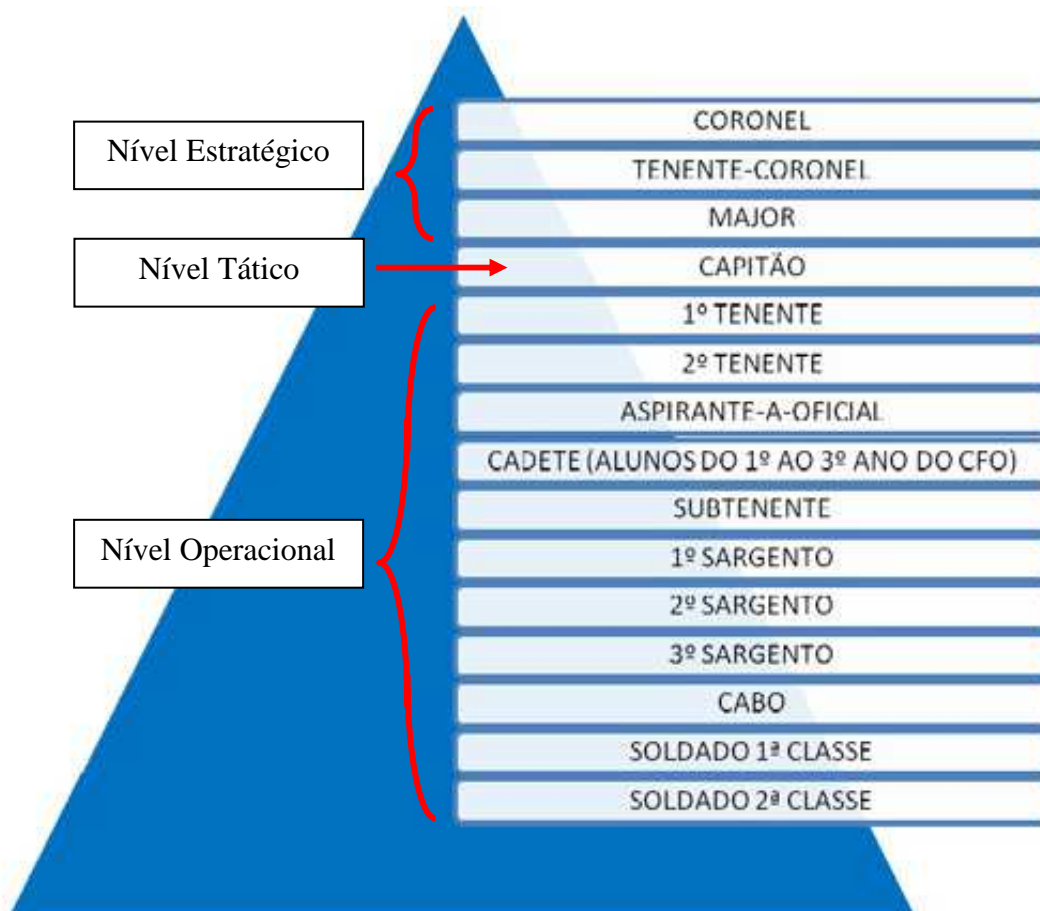 CORONEL
Nível Estratégico
TENENTE-CORONEL
MAJOR
Nível Tático
CAPITÃO
1º TENENTE
2º TENENTE
ASPIRANTE-A-OFICIAL
CADETE (ALUNOS DO 1º AO 3º ANO DO CFO)
SUBTENENTE
Nível Operacional
1º SARGENTO
2º SARGENTO
3º SARGENTO
CABO
SOLDADO 1ª CLASSE
SOLDADO 2ª CLASSE